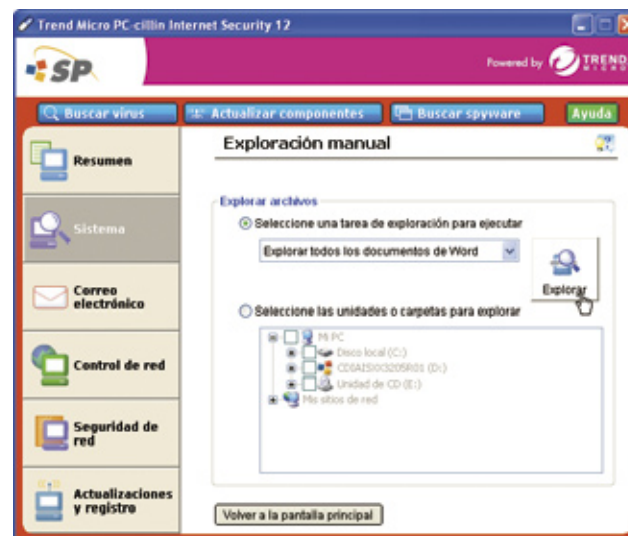 Trend Micro PC-cillin Internet Security 12
SP
Powered by TREND MICRO
Buscar virus
Actualizar componentes
Buscar spyware
Ayuda
Resumen
Sistema
Correo
electrónico
Control de red
Seguridad de
red
Actualizaciones
y registro
Exploración manual
Explorar archivos
Seleccione una tarea de exploración para ejecutar
Explorar todos los documentos de Word
Explorar
Seleccione las unidades o carpetas para explorar
Mi PC
Disco local (C:)
(D:)
Unidad de CD (E:)
Mis sitios de red
Volver a la pantalla principal